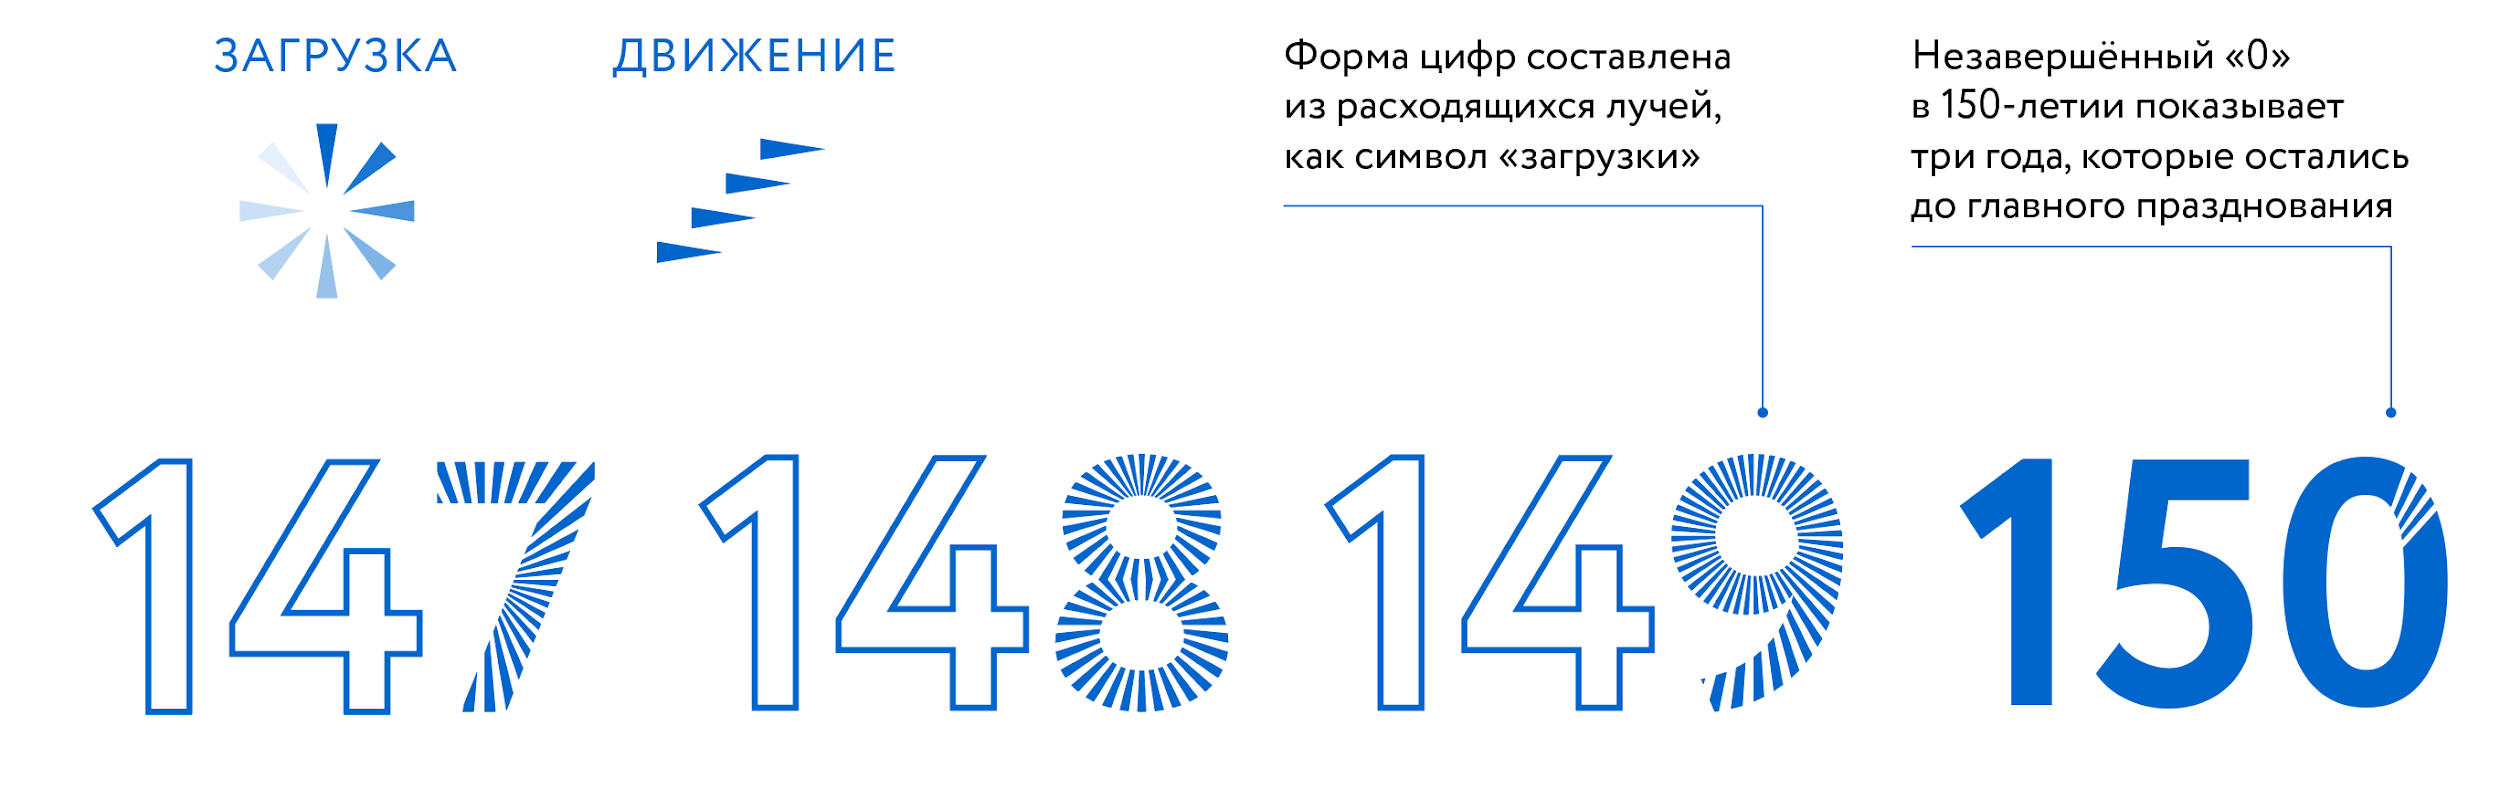 ЗАГРУЗКА
ДВИЖЕНИЕ
Форма цифр составлена
из расходящихся лучей,
как символ «загрузки»
Незавершённый «0»
в 150-летии показывает
три года, которые остались
до главного празднования
147 148 149 150